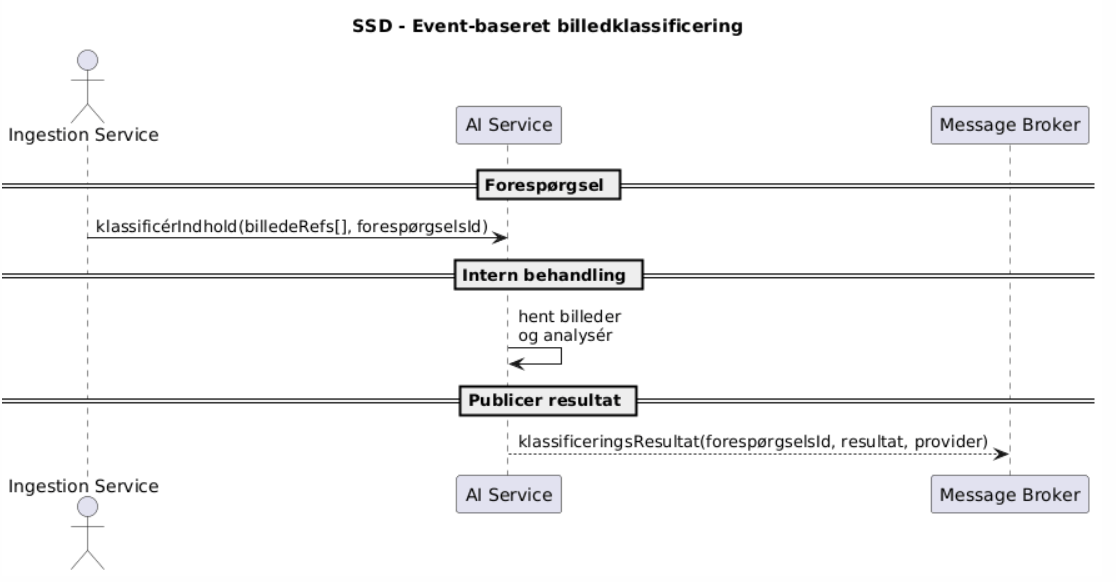 SSD - Event-baseret billedklassificering
Ingestion Service
AI Service
Message Broker
Forespørgsel
klassificérIndhold(billedeRefs[], forespørgselsId)
Intern behandling
hent billeder
og analysér
Publicer resultat
klassificeringsResultat(forespørgselsId, resultat, provider)
Ingestion Service
AI Service
Message Broker